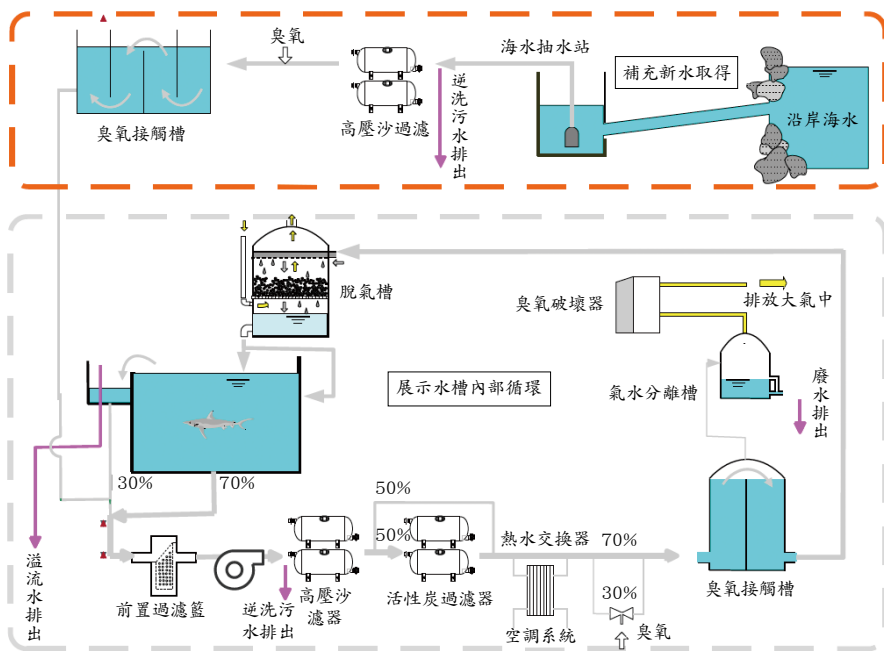 臭氧
海水抽水站
補充新水取得
沿岸海水
臭氧接觸槽
高壓沙過濾
逆洗污水排出
脫氣槽
臭氧破壞器
排放大氣中
展示水槽內部循環
氣水分離槽
廢水排出
30%
70%
50%
50%
熱水交換器
70%
30%
臭氧接觸槽
溢流水排出
前置過濾籃
逆洗污
水排出
高壓沙
濾器
活性炭過濾器
空調系統
臭氧